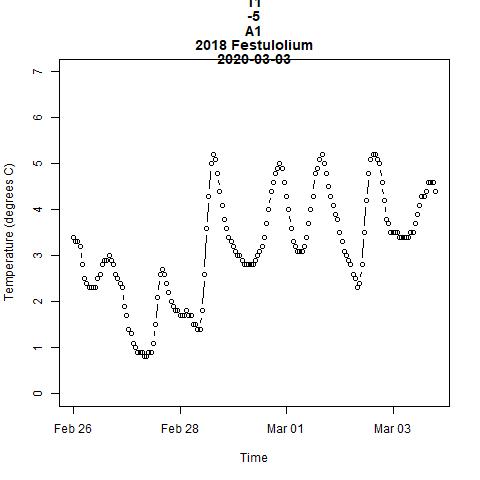 T1
-5
A1
2018 Festulolium
2020-03-03
7
6
5
4
3
2
1
0
Temperature (degrees C)
Feb 26
Feb 28
Mar 01
Mar 03
Time